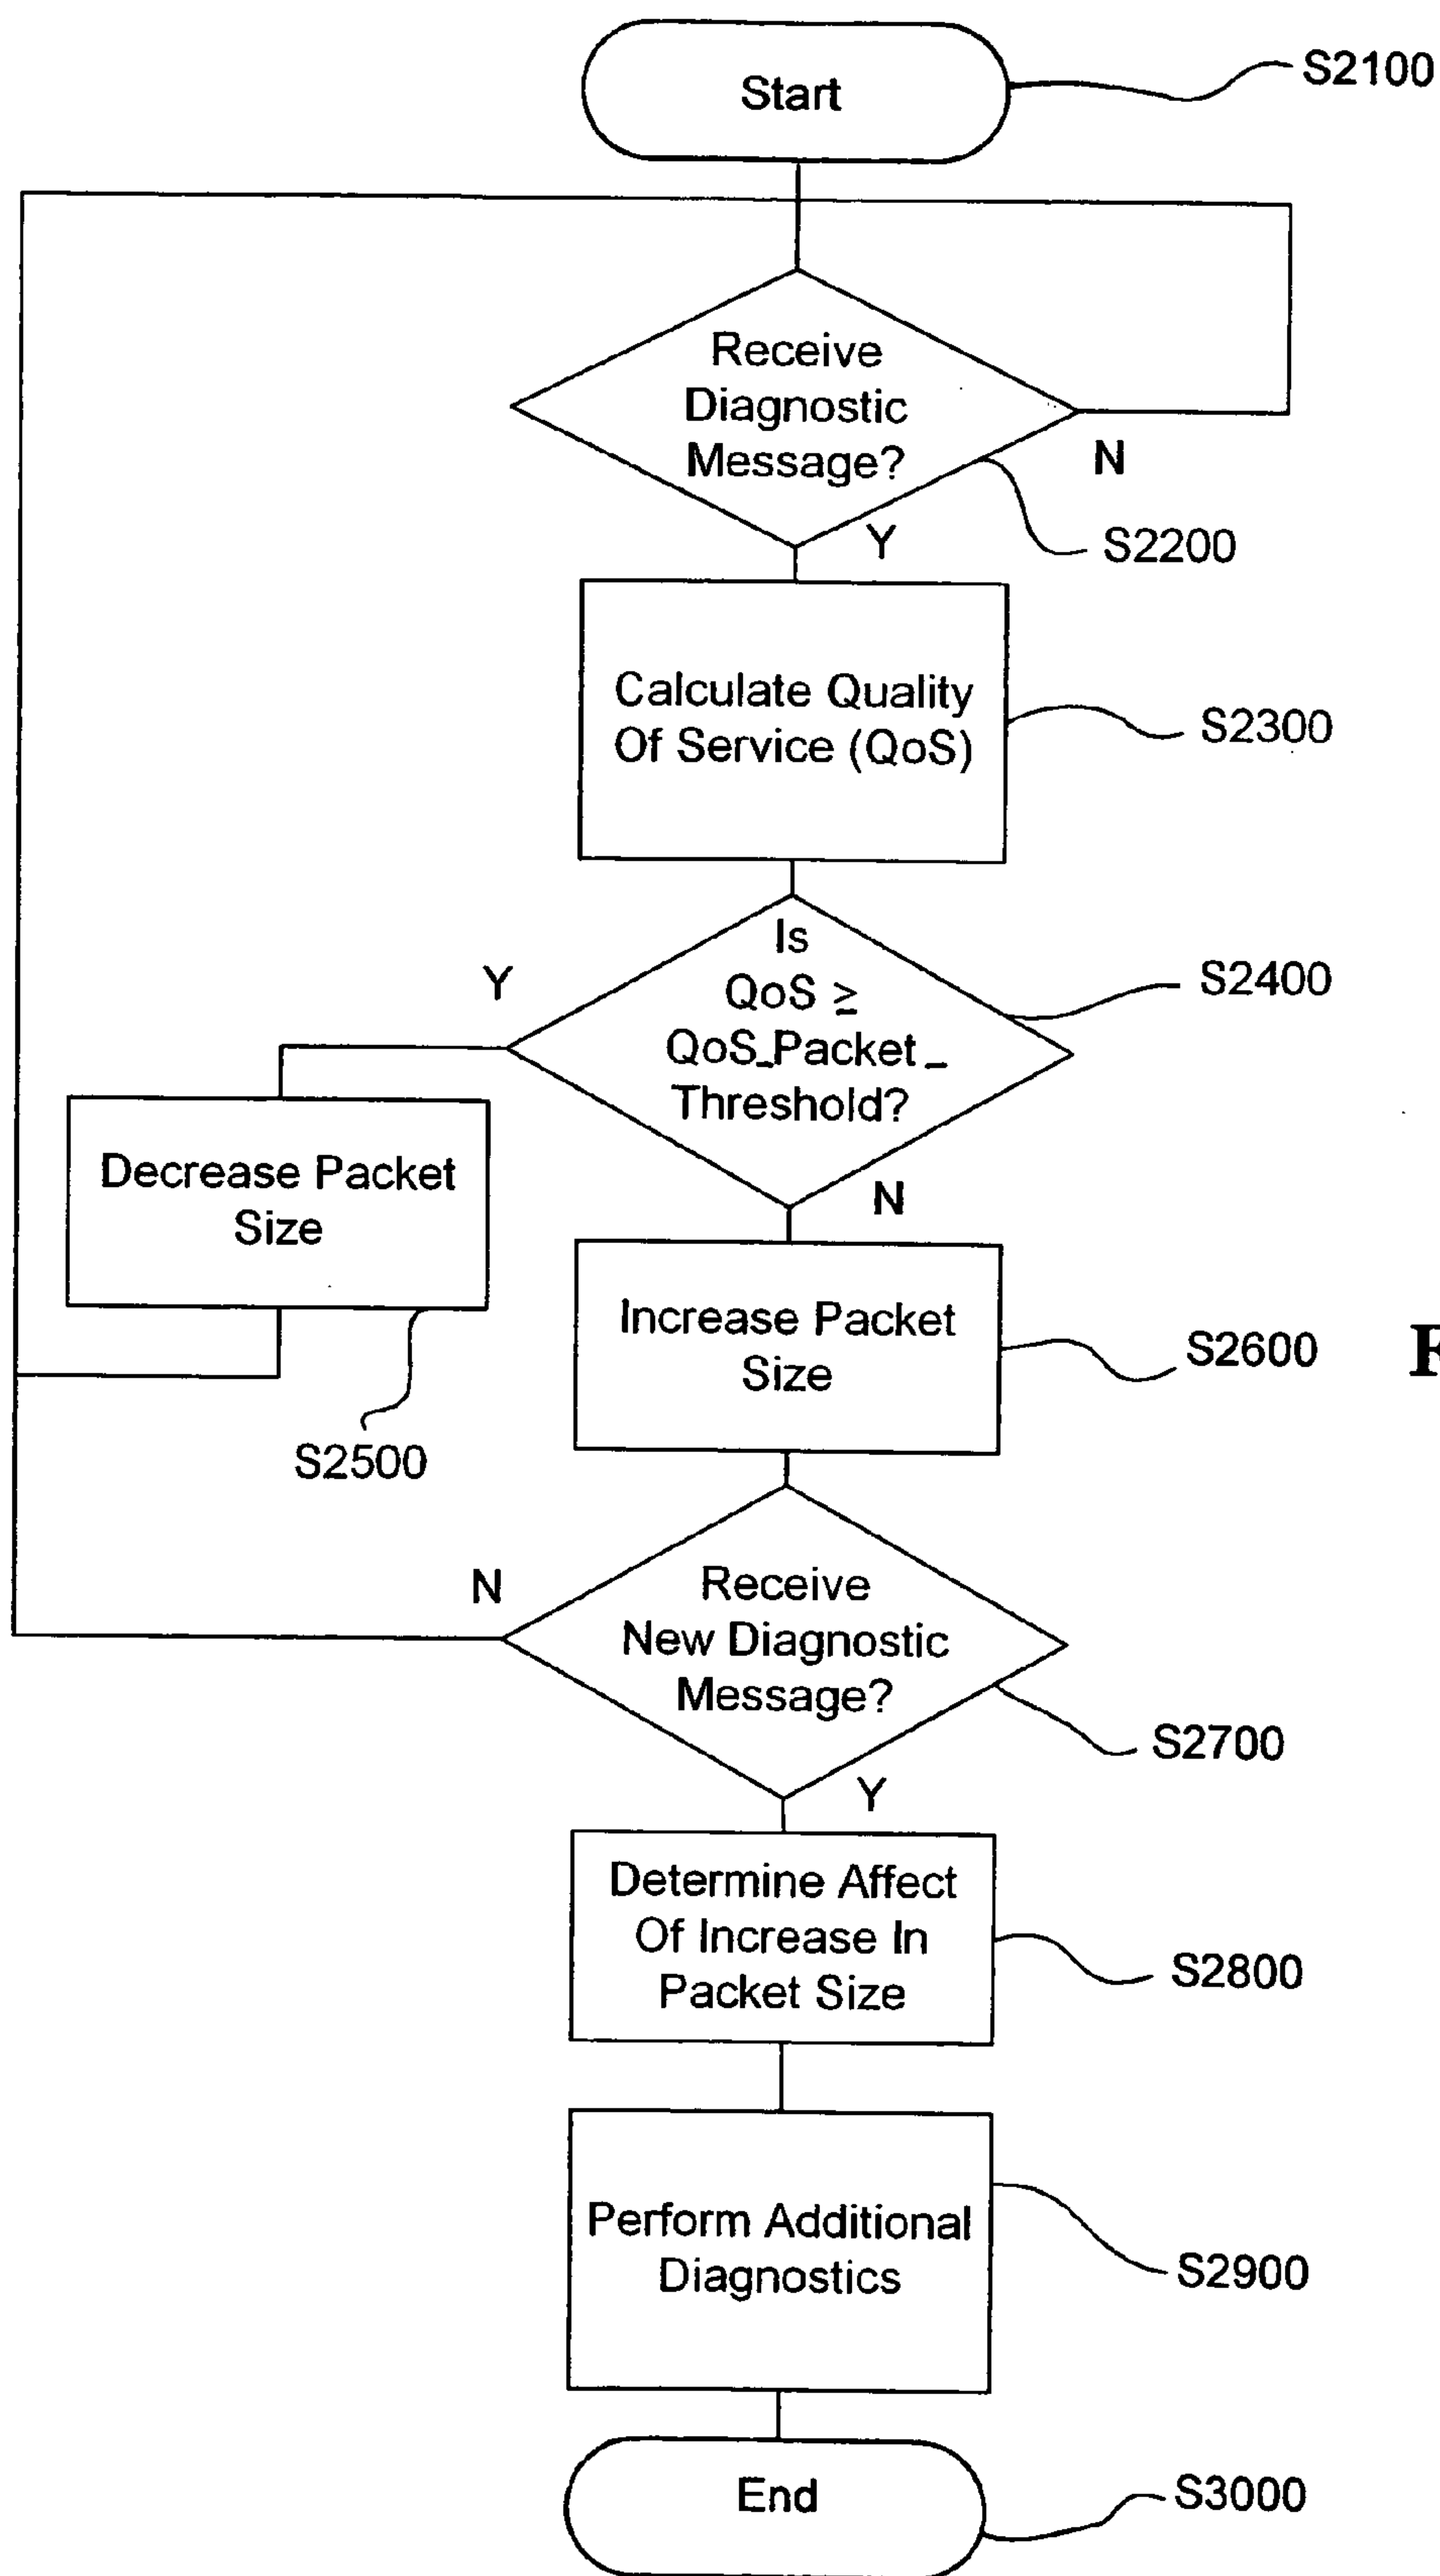 Start
S2100
Receive
Diagnostic
Message?
N
Y
S2200
Calculate Quality
Of Service (QoS)
S2300
Is
QoS ≥
QoS_Packet_
Threshold?
Y
S2400
N
Decrease Packet
Size
S2500
Increase Packet
Size
S2600
F
Receive
New Diagnostic
Message?
N
S2700
Y
Determine Affect
Of Increase In
Packet Size
S2800
Perform Additional
Diagnostics
S2900
End
S3000